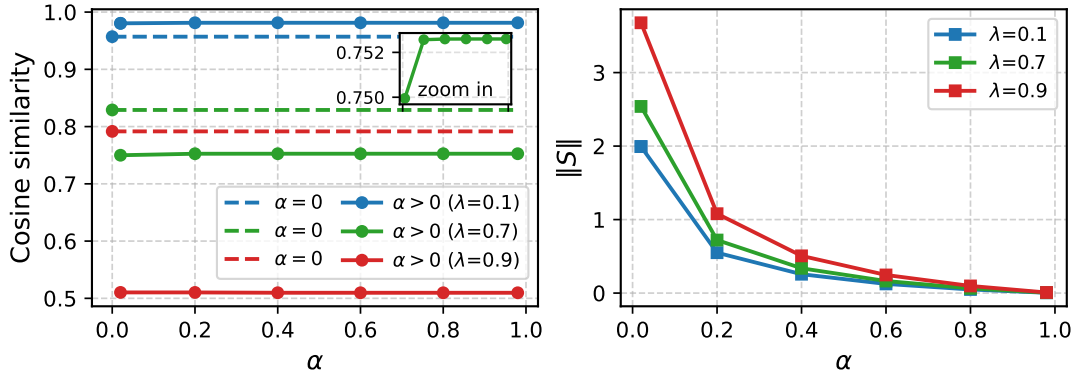 Cosine similarity
1.0
0.9
0.8
0.7
0.6
0.5
0.752
0.750
zoom in
α = 0
α = 0
α = 0
α > 0 (λ=0.1)
α > 0 (λ=0.7)
α > 0 (λ=0.9)
0.0 0.2 0.4 0.6 0.8 1.0
α
‖S‖
3
2
1
0
λ=0.1
λ=0.7
λ=0.9
0.0 0.2 0.4 0.6 0.8 1.0
α